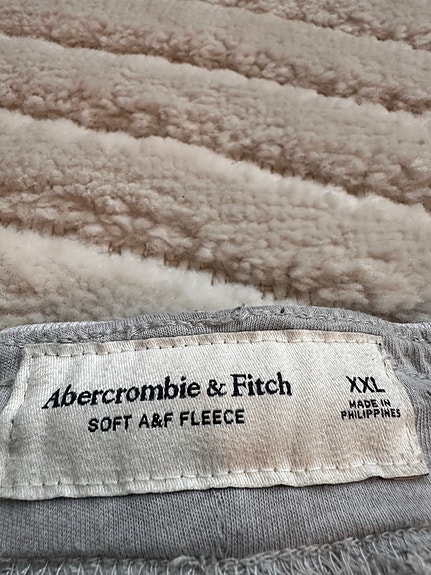 Abercrombie & Fitch
SOFT A&F FLEECE
XXL
MADE IN
PHILIPPINES